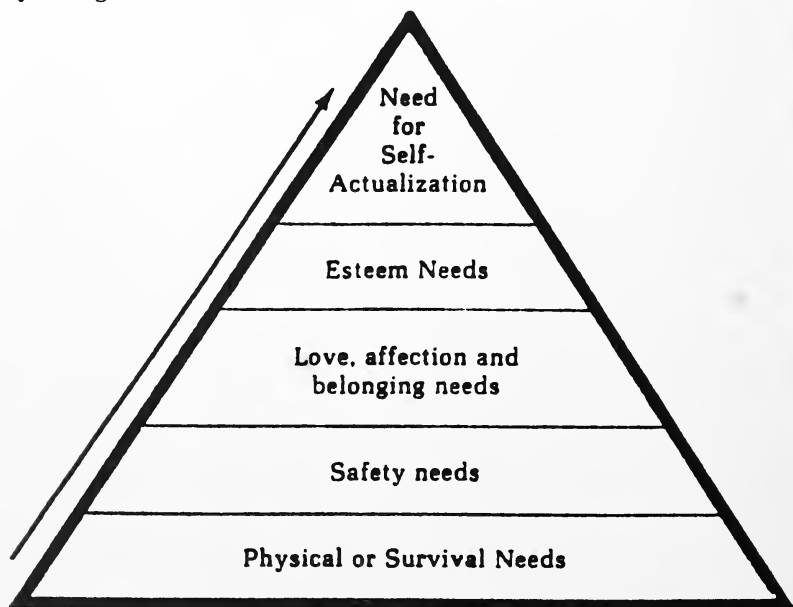 Need
for
Self-
Actualization
Esteem Needs
Love, affection and
belonging needs
Safety needs
Physical or Survival Needs